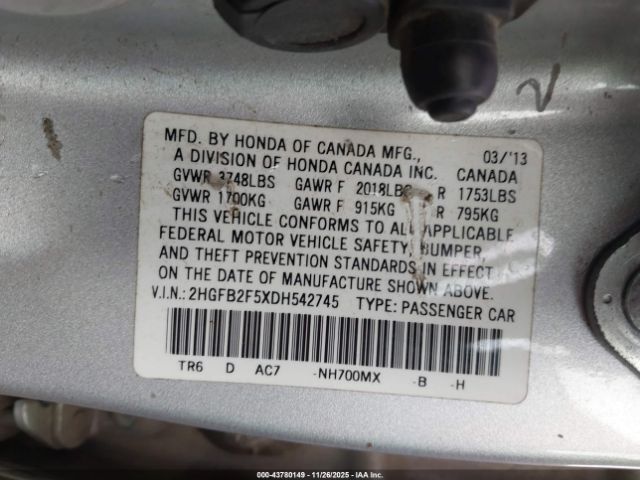 MFD. BY HONDA OF CANADA MFG., 03/'13
A DIVISION OF HONDA CANADA INC. CANADA
GVWR 3748LBS GAWR F 2018LBS R 1753LBS
GVWR 1700KG GAWR F 915KG R 795KG
THIS VEHICLE CONFORMS TO ALL APPLICABLE
FEDERAL MOTOR VEHICLE SAFETY, BUMPER,
AND THEFT PREVENTION STANDARDS IN EFFECT
ON THE DATE OF MANUFACTURE SHOWN ABOVE.
V.I.N.: 2HGFB2F5XDH542745 TYPE: PASSENGER CAR
TR6 D AC7 -NH700MX -B -H
000-43780149 - 11/26/2025 - IAAI.COM